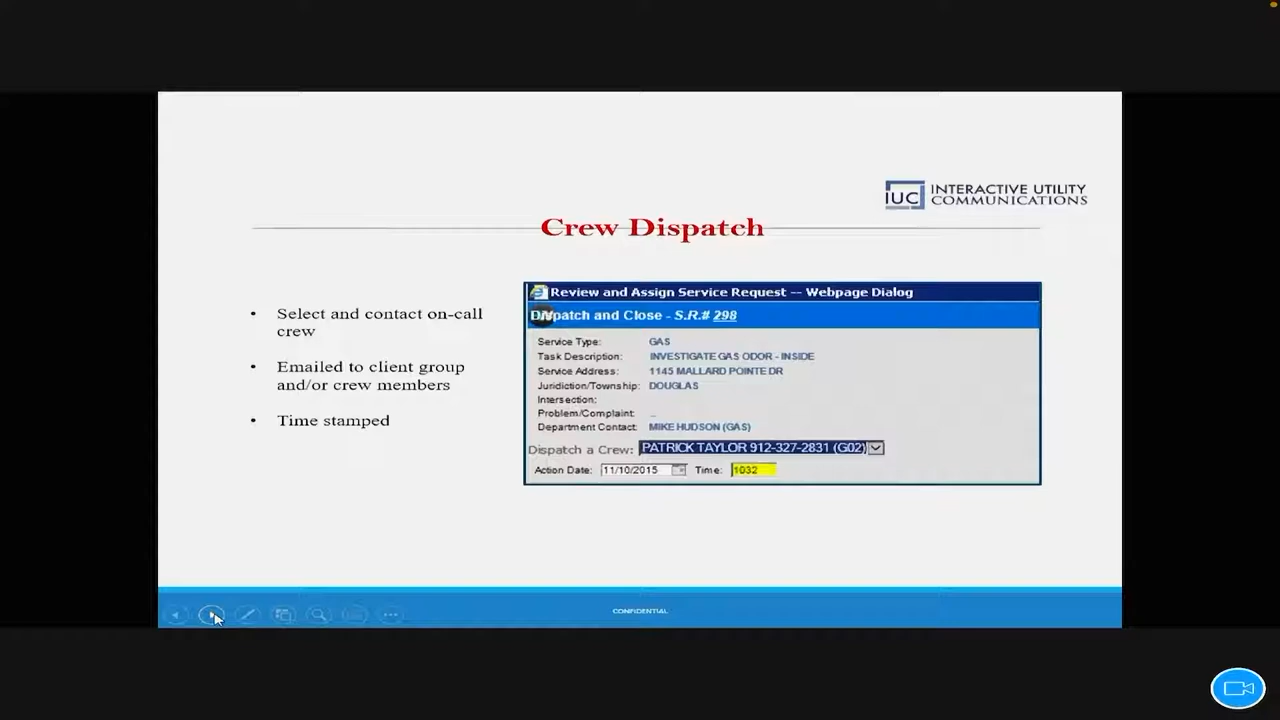 IUC INTERACTIVE UTILITY
COMMUNICATIONS
Crew Dispatch
• Select and contact on-call
crew
• Emailed to client group
and/or crew members
• Time stamped
Review and Assign Service Request -- Webpage Dialog
and Close - S.R.# 298
Service Type: GAS
Task Description: INVESTIGATE GAS ODOR - INSIDE
Service Address: 1145 MALLARD POINTE DR
Juridiction/Township: DOUGLAS
Intersection:
Problem/Complaint: ..
Department Contact: MIKE HUDSON (GAS)
Dispatch a Crew: PATRICK TAYLOR 912-327-2831 (G02)
Action Date: 11/10/2015 Time: 1032
CONFIDENTIAL